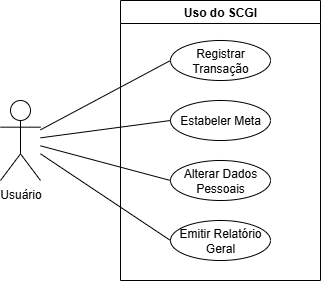 Uso do SCGI
Registrar
Transação
Estabeler Meta
Alterar Dados
Pessoais
Usuário
Emitir Relatório
Geral